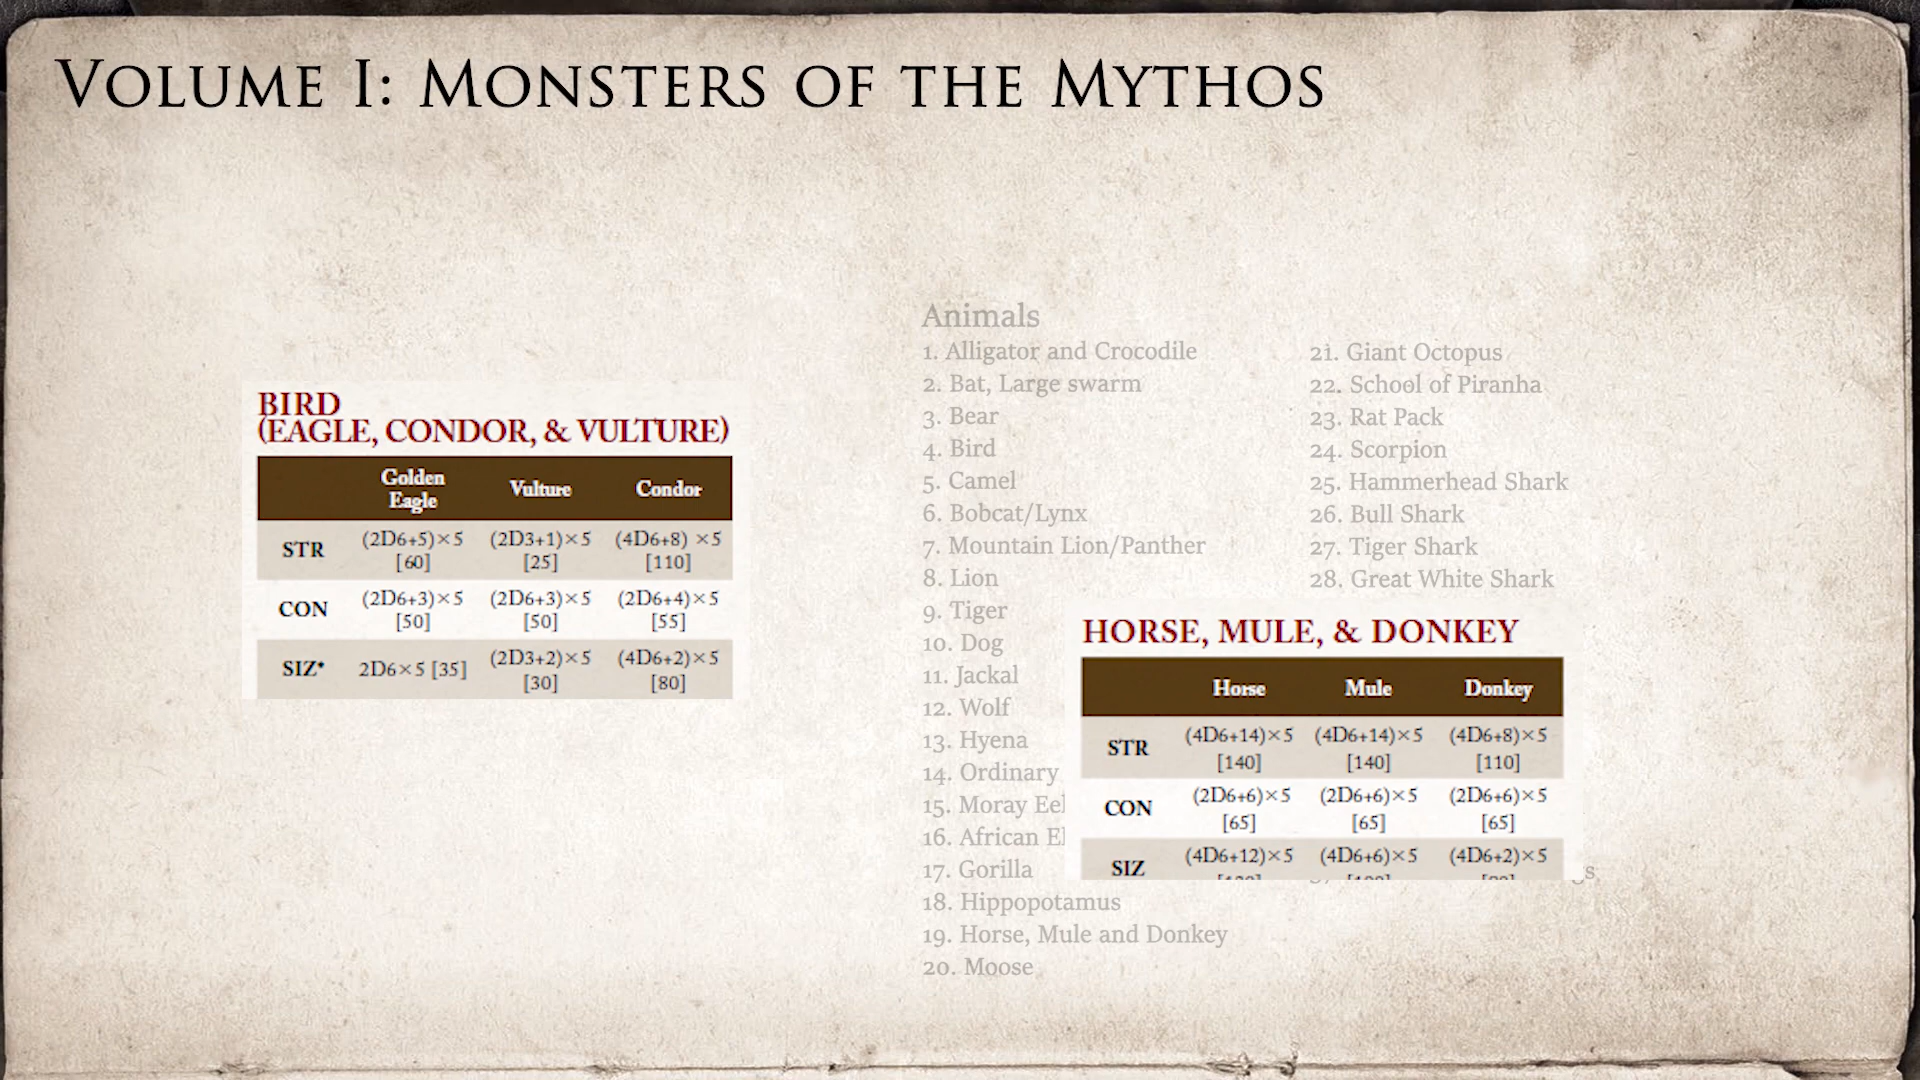 VOLUME I: MONSTERS OF THE MYTHOS
BIRD
(EAGLE, CONDOR, & VULTURE)
Golden Eagle Vulture Condor
STR (2D6+5)×5 [60] (2D3+1)×5 [25] (4D6+8) ×5 [110]
CON (2D6+3)×5 [50] (2D6+3)×5 [50] (2D6+4)×5 [55]
SIZ* 2D6×5 [35] (2D3+2)×5 [30] (4D6+2)×5 [80]
Animals
1. Alligator and Crocodile
2. Bat, Large swarm
3. Bear
4. Bird
5. Camel
6. Bobcat/Lynx
7. Mountain Lion/Panther
8. Lion
9. Tiger
10. Dog
11. Jackal
12. Wolf
13. Hyena
14. Ordinary
15. Moray Eel
16. African
17. Gorilla
18. Hippopotamus
19. Horse, Mule and Donkey
20. Moose
21. Giant Octopus
22. School of Piranha
23. Rat Pack
24. Scorpion
25. Hammerhead Shark
26. Bull Shark
27. Tiger Shark
28. Great White Shark
HORSE, MULE, & DONKEY
Horse Mule Donkey
STR (4D6+14)×5 [140] (4D6+14)×5 [140] (4D6+8)×5 [110]
CON (2D6+6)×5 [65] (2D6+6)×5 [65] (2D6+6)×5 [65]
SIZ (4D6+12)×5 (4D6+6)×5 (4D6+2)×5